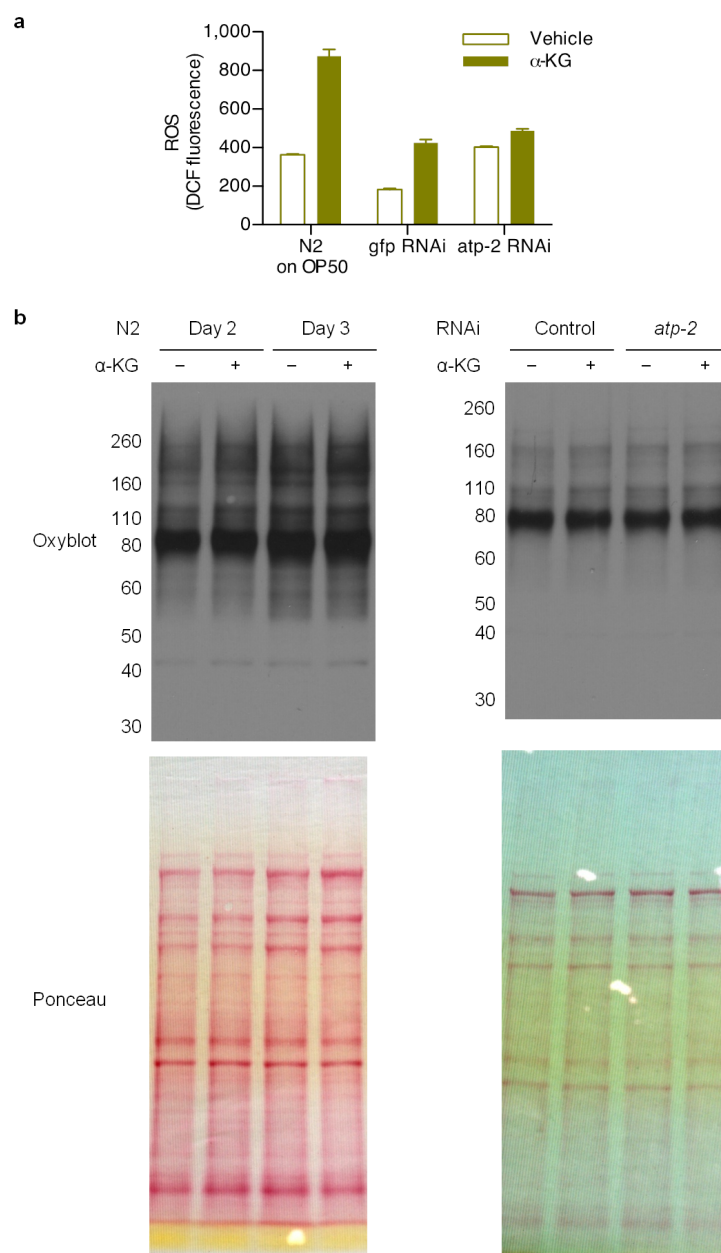 a
1,000
800
600
400
200
0
ROS
(DCF fluorescence)
Vehicle
α-KG
N2
on OP50
gfp RNAi
atp-2 RNAi
b
N2 Day 2 Day 3
α-KG – + – +
260
160
110
80
60
50
40
30
Oxyblot
RNAi Control atp-2
α-KG – + – +
260
160
110
80
60
50
40
30
Ponceau